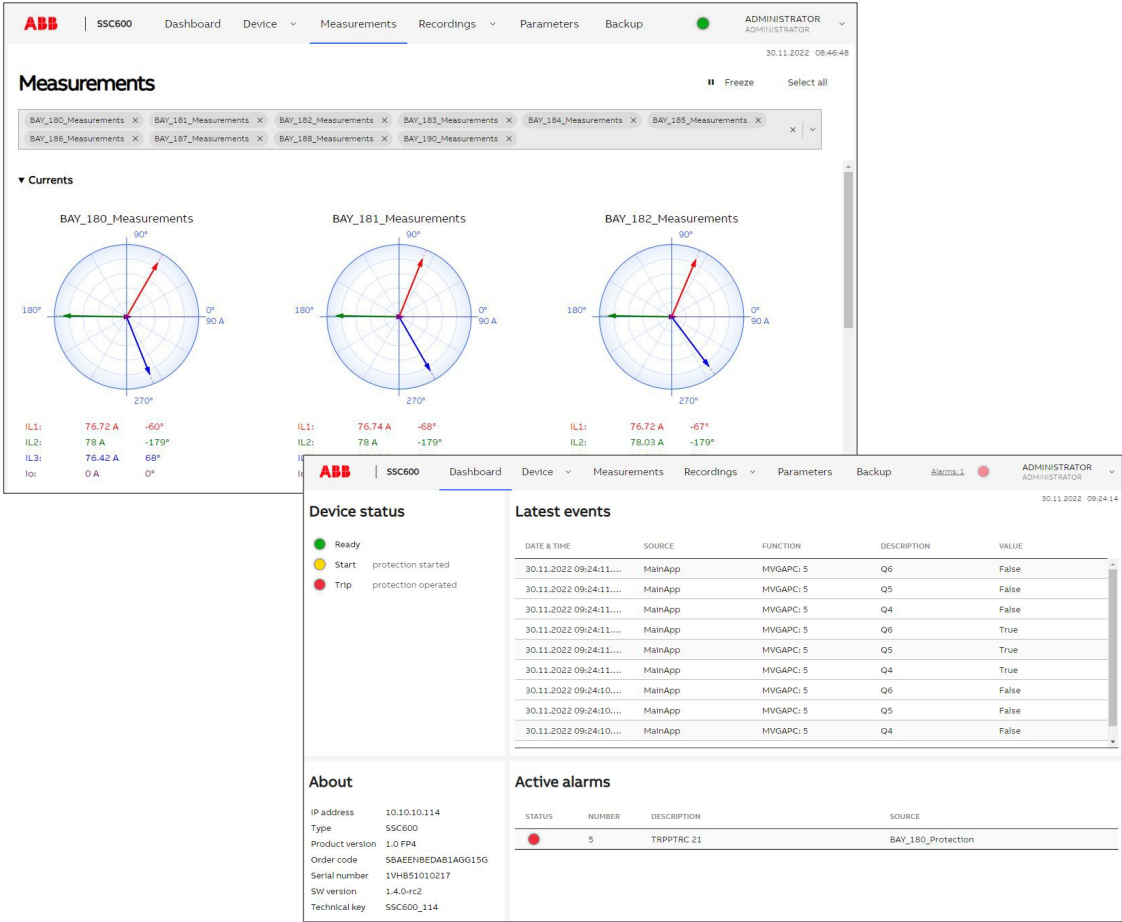 ABB SSC600 Dashboard Device Measurements Recordings Parameters Backup ADMINISTRATOR
ADMINISTRATOR
30.11.2022 08:46:48
Measurements Freeze Select all
BAY_180_Measurements × BAY_181_Measurements × BAY_182_Measurements × BAY_183_Measurements × BAY_184_Measurements × BAY_185_Measurements ×
BAY_186_Measurements × BAY_187_Measurements × BAY_188_Measurements × BAY_190_Measurements ×
Currents
BAY_180_Measurements BAY_181_Measurements BAY_182_Measurements
90° 90° 90°
180° 0° 180° 0° 180° 0°
90 A 90 A 90 A
270° 270° 270°
IL1: 76.72 A -60° IL1: 76.74 A -68° IL1: 76.72 A -67°
IL2: 78 A -179° IL2: 78 A -179° IL2: 78.03 A -179°
IL3: 76.42 A 68°
Io: 0 A 0°
ABB SSC600 Dashboard Device Measurements Recordings Parameters Backup Alarms: 1 ADMINISTRATOR
ADMINISTRATOR
30.11.2022 09:24:14
Device status
Ready
Start protection started
Trip protection operated
Latest events
DATE & TIME SOURCE FUNCTION DESCRIPTION VALUE
30.11.2022 09:24:11.... MainApp MVGAPC: 5 Q6 False
30.11.2022 09:24:11.... MainApp MVGAPC: 5 Q5 False
30.11.2022 09:24:11.... MainApp MVGAPC: 5 Q4 False
30.11.2022 09:24:11.... MainApp MVGAPC: 5 Q6 True
30.11.2022 09:24:11.... MainApp MVGAPC: 5 Q5 True
30.11.2022 09:24:11.... MainApp MVGAPC: 5 Q4 True
30.11.2022 09:24:10.... MainApp MVGAPC: 5 Q6 False
30.11.2022 09:24:10.... MainApp MVGAPC: 5 Q5 False
30.11.2022 09:24:10.... MainApp MVGAPC: 5 Q4 False
About
IP address 10.10.10.114
Type SSC600
Product version 1.0 FP4
Order code SBAEENBEDAB1AGG15G
Serial number 1VHB51010217
SW version 1.4.0-rc2
Technical key SSC600_114
Active alarms
STATUS NUMBER DESCRIPTION SOURCE
5 TRPPTRC 21 BAY_180_Protection